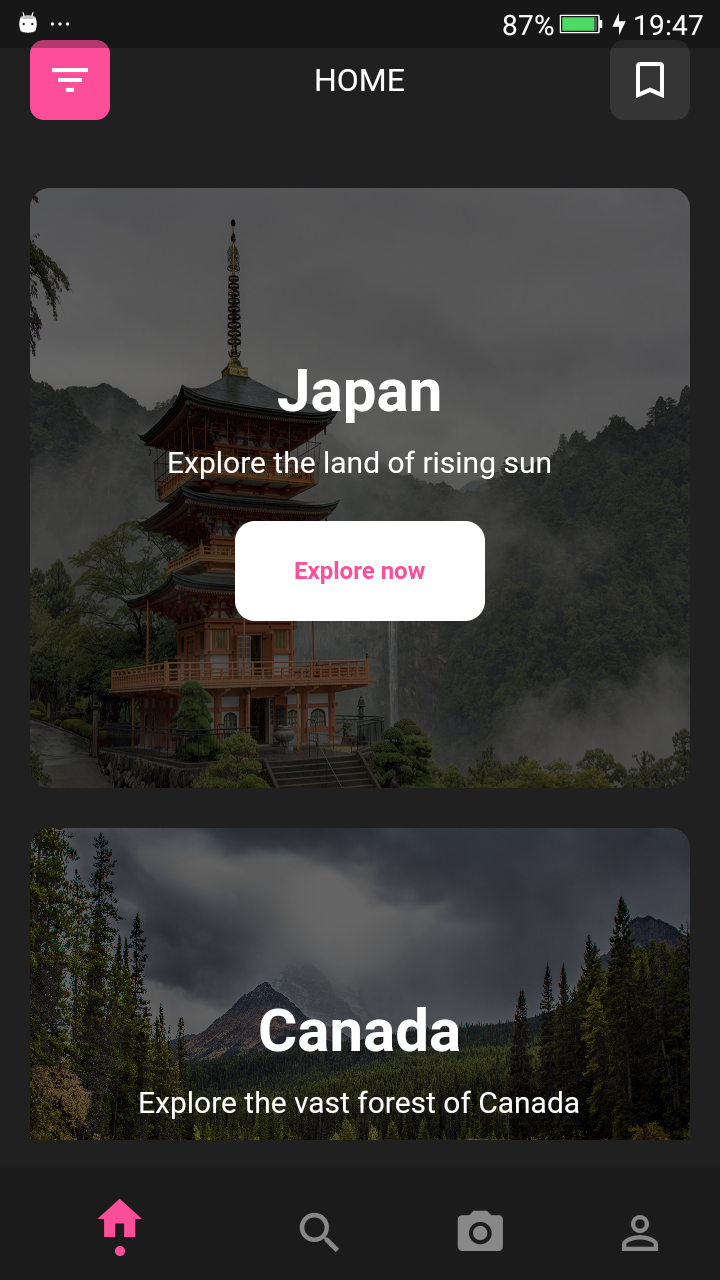 87% 19:47
HOME
Japan
Explore the land of rising sun
Explore now
Canada
Explore the vast forest of Canada